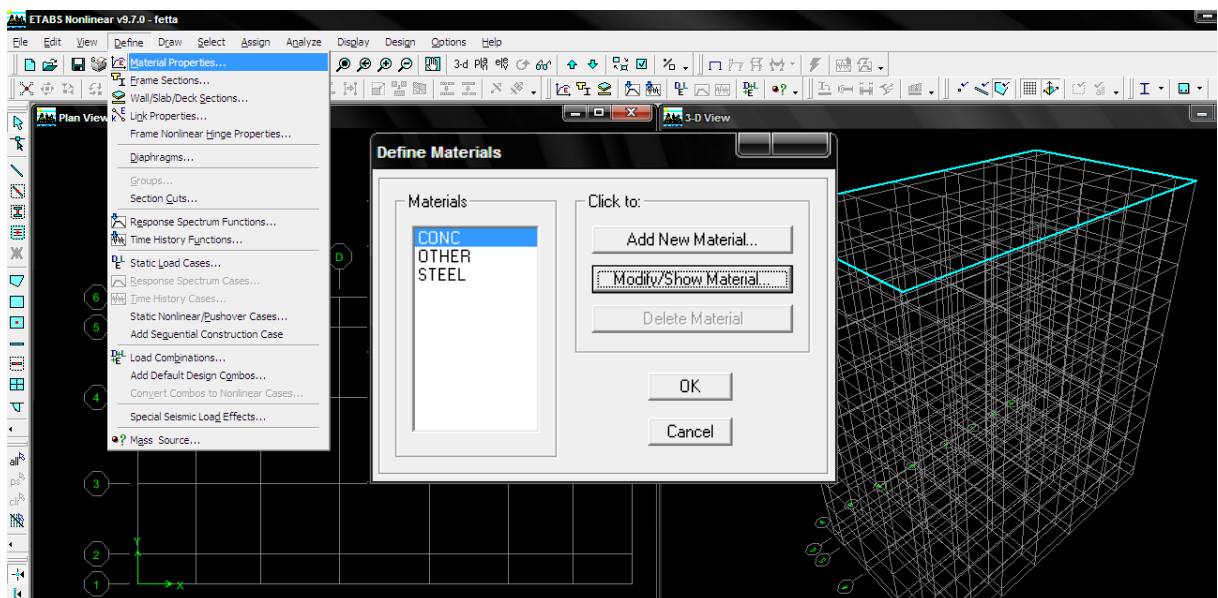 ETABS Nonlinear v9.7.0 - fetta
File Edit View Define Draw Select Assign Analyze Display Design Options Help
Material Properties...
Frame Sections...
Wall/Slab/Deck Sections...
Link Properties...
Frame Nonlinear Hinge Properties...
Diaphragms...
Groups...
Section Cuts...
Response Spectrum Functions...
Time History Functions...
Static Load Cases...
Response Spectrum Cases...
Time History Cases...
Static Nonlinear/Pushover Cases...
Add Sequential Construction Case
Load Combinations...
Add Default Design Combos...
Convert Combos to Nonlinear Cases...
Special Seismic Load Effects...
Mass Source...
3-d
all
ps
clr
Plan View
D
6
5
4
3
2
1
Y
X
Define Materials
Materials
CONC
OTHER
STEEL
Click to:
Add New Material...
Modify/Show Material...
Delete Material
OK
Cancel
3-D View